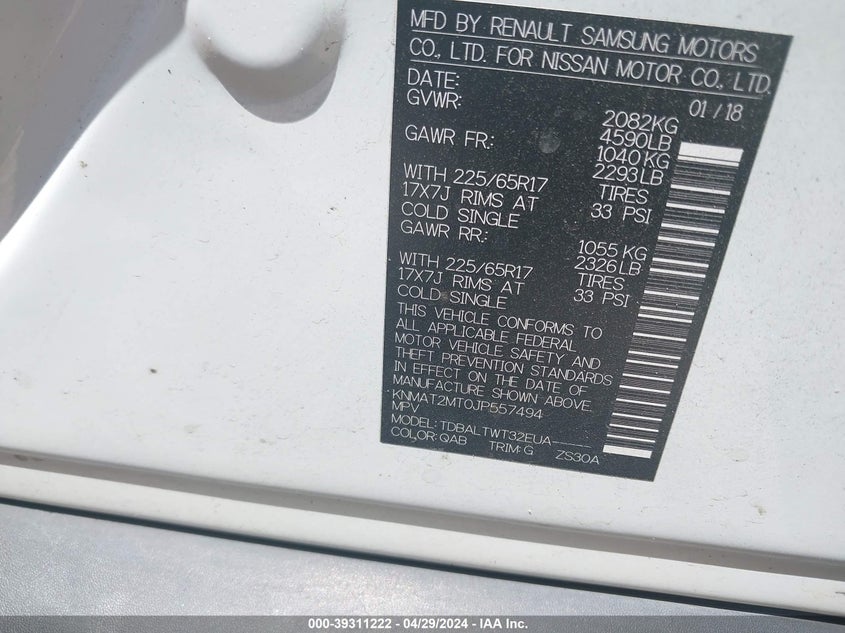 MFD BY RENAULT SAMSUNG MOTORS
CO., LTD. FOR NISSAN MOTOR CO., LTD.
DATE: 01/18
GVWR: 2082KG
4590LB
GAWR FR.: 1040KG
2293LB
WITH 225/65R17 TIRES
17X7J RIMS AT 33 PSI
COLD SINGLE
GAWR RR.: 1055 KG
2326LB
WITH 225/65R17 TIRES
17X7J RIMS AT 33 PSI
COLD SINGLE
THIS VEHICLE CONFORMS TO
ALL APPLICABLE FEDERAL
MOTOR VEHICLE SAFETY AND
THEFT PREVENTION STANDARDS
IN EFFECT ON THE DATE OF
MANUFACTURE SHOWN ABOVE.
KNMAT2MT0JP557494
MPV
MODEL: TDBALTWT32EUA-----
COLOR: QAB TRIM: G ZS30A
000-39311222 - 04/29/2024 - IAA Inc.